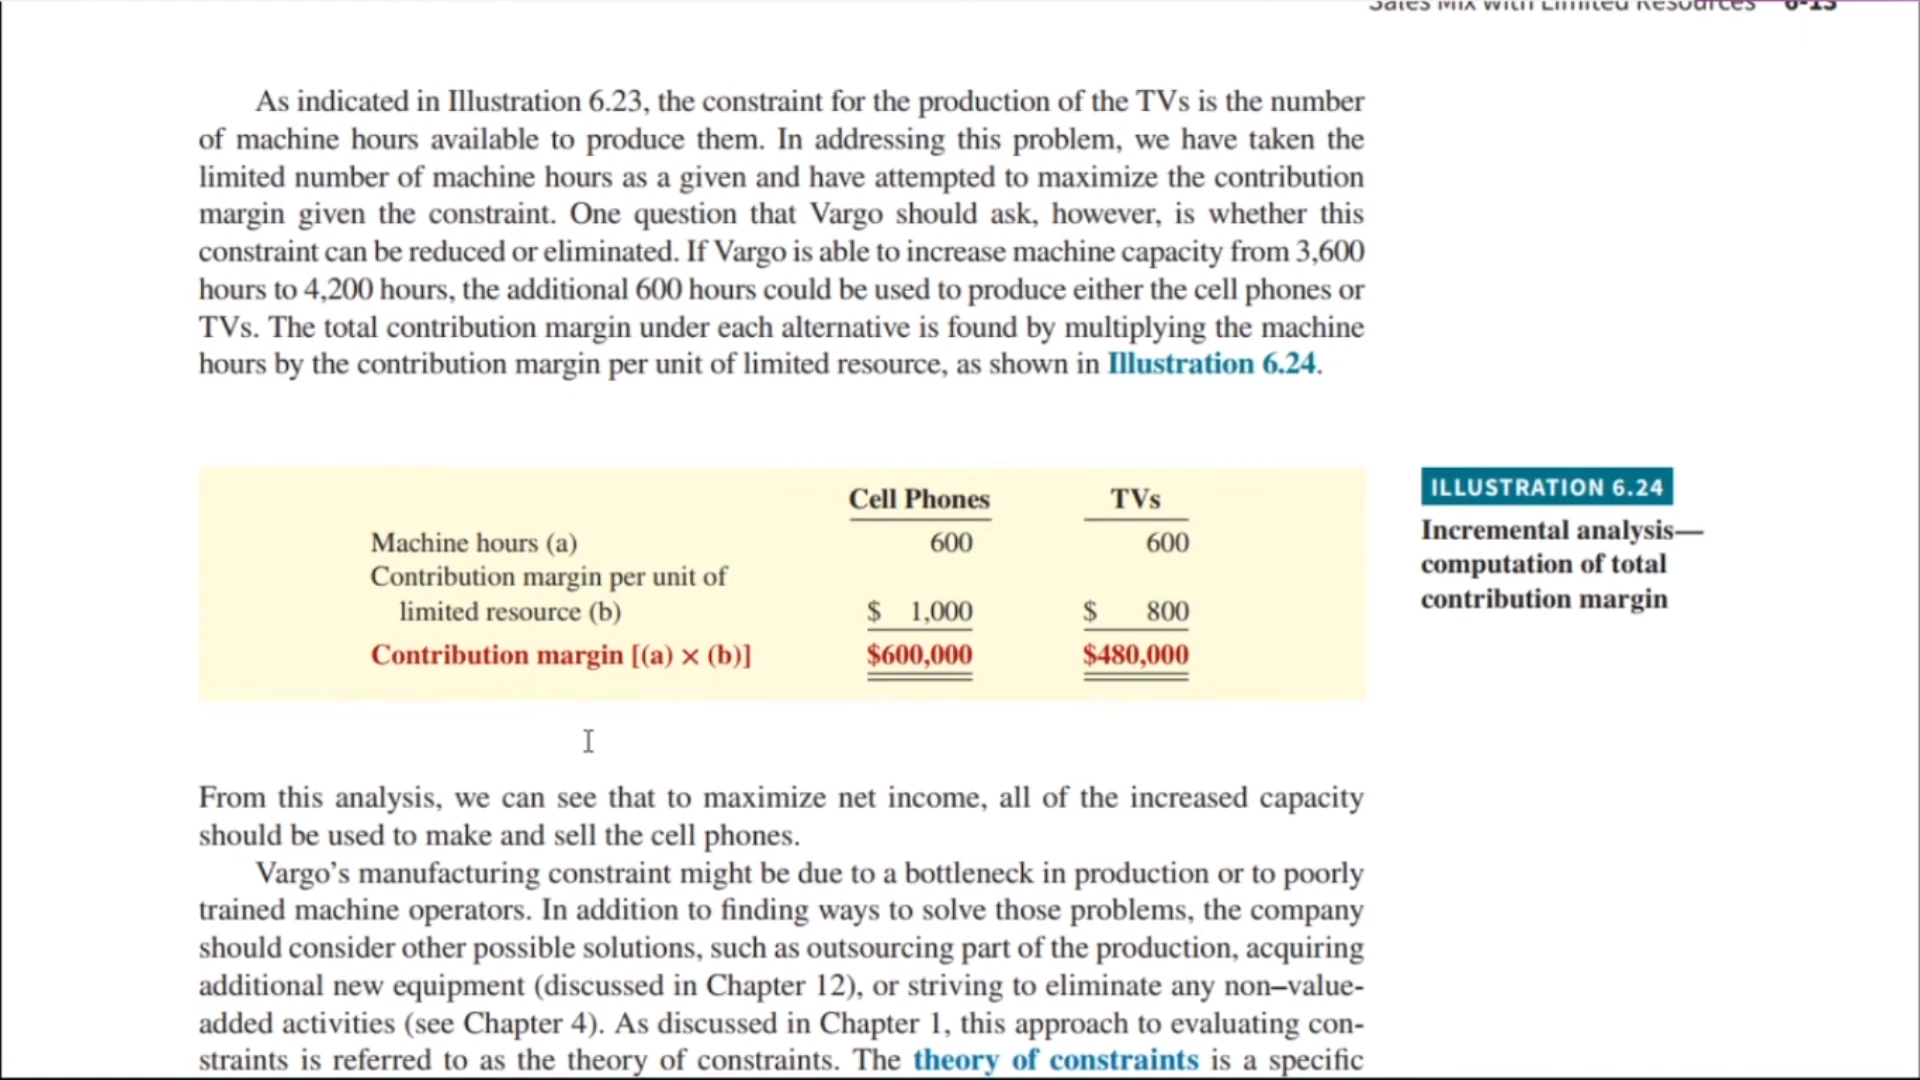 Sales Mix with Limited Resources 6-13
As indicated in Illustration 6.23, the constraint for the production of the TVs is the number
of machine hours available to produce them. In addressing this problem, we have taken the
limited number of machine hours as a given and have attempted to maximize the contribution
margin given the constraint. One question that Vargo should ask, however, is whether this
constraint can be reduced or eliminated. If Vargo is able to increase machine capacity from 3,600
hours to 4,200 hours, the additional 600 hours could be used to produce either the cell phones or
TVs. The total contribution margin under each alternative is found by multiplying the machine
hours by the contribution margin per unit of limited resource, as shown in Illustration 6.24.
Cell Phones TVs
Machine hours (a) 600 600
Contribution margin per unit of
limited resource (b) $ 1,000 $ 800
Contribution margin [(a) × (b)] $600,000 $480,000
ILLUSTRATION 6.24
Incremental analysis—
computation of total
contribution margin
From this analysis, we can see that to maximize net income, all of the increased capacity
should be used to make and sell the cell phones.
Vargo's manufacturing constraint might be due to a bottleneck in production or to poorly
trained machine operators. In addition to finding ways to solve those problems, the company
should consider other possible solutions, such as outsourcing part of the production, acquiring
additional new equipment (discussed in Chapter 12), or striving to eliminate any non–value-
added activities (see Chapter 4). As discussed in Chapter 1, this approach to evaluating con-
straints is referred to as the theory of constraints. The theory of constraints is a specific